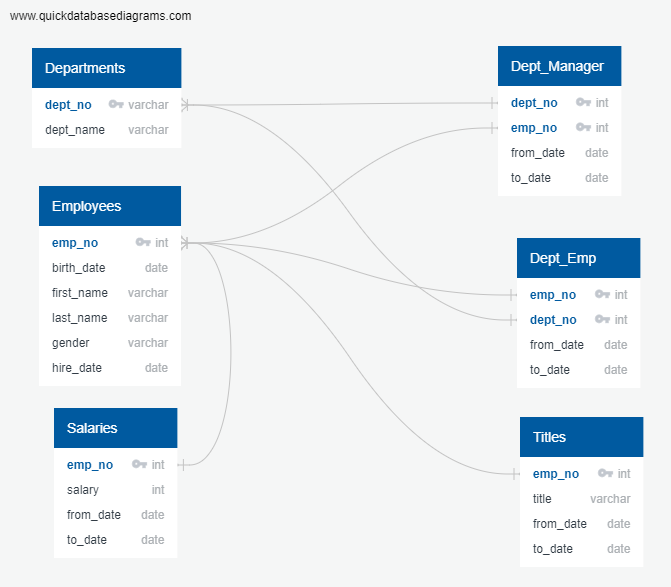 www.quickdatabasediagrams.com
Departments
dept_no varchar
dept_name varchar
Employees
emp_no int
birth_date date
first_name varchar
last_name varchar
gender varchar
hire_date date
Salaries
emp_no int
salary int
from_date date
to_date date
Dept_Manager
dept_no int
emp_no int
from_date date
to_date date
Dept_Emp
emp_no int
dept_no int
from_date date
to_date date
Titles
emp_no int
title varchar
from_date date
to_date date